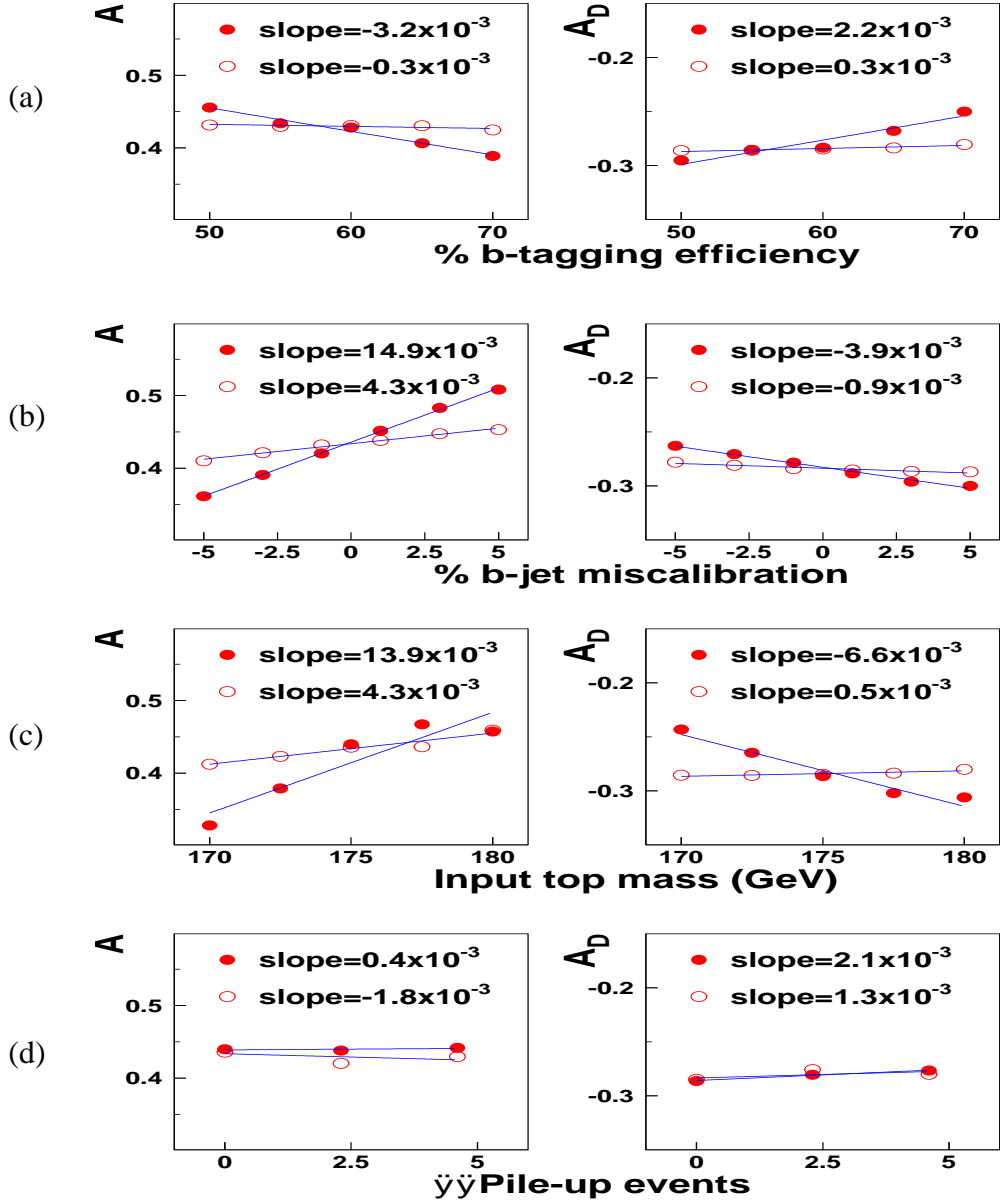 (a)
A
slope=-3.2x10-3
slope=-0.3x10-3
0.5
0.4
50 60 70
AD
slope=2.2x10-3
slope=0.3x10-3
-0.2
-0.3
50 60 70
% b-tagging efficiency
(b)
A
slope=14.9x10-3
slope=4.3x10-3
0.5
0.4
-5 -2.5 0 2.5 5
AD
slope=-3.9x10-3
slope=-0.9x10-3
-0.2
-0.3
-5 -2.5 0 2.5 5
% b-jet miscalibration
(c)
A
slope=13.9x10-3
slope=4.3x10-3
0.5
0.4
170 175 180
AD
slope=-6.6x10-3
slope=0.5x10-3
-0.2
-0.3
170 175 180
Input top mass (GeV)
(d)
A
slope=0.4x10-3
slope=-1.8x10-3
0.5
0.4
0 2.5 5
AD
slope=2.1x10-3
slope=1.3x10-3
-0.2
-0.3
0 2.5 5
ÿÿPile-up events